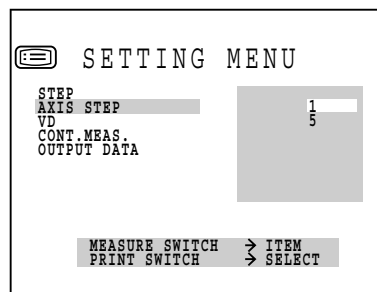 SETTING MENU
STEP
AXIS STEP 1
VD 5
CONT.MEAS.
OUTPUT DATA
MEASURE SWITCH → ITEM
PRINT SWITCH → SELECT